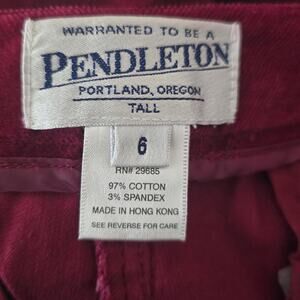 WARRANTED TO BE A
PENDLETON
PORTLAND, OREGON
TALL
6
RN# 29685
97% COTTON
3% SPANDEX
MADE IN HONG KONG
SEE REVERSE FOR CARE